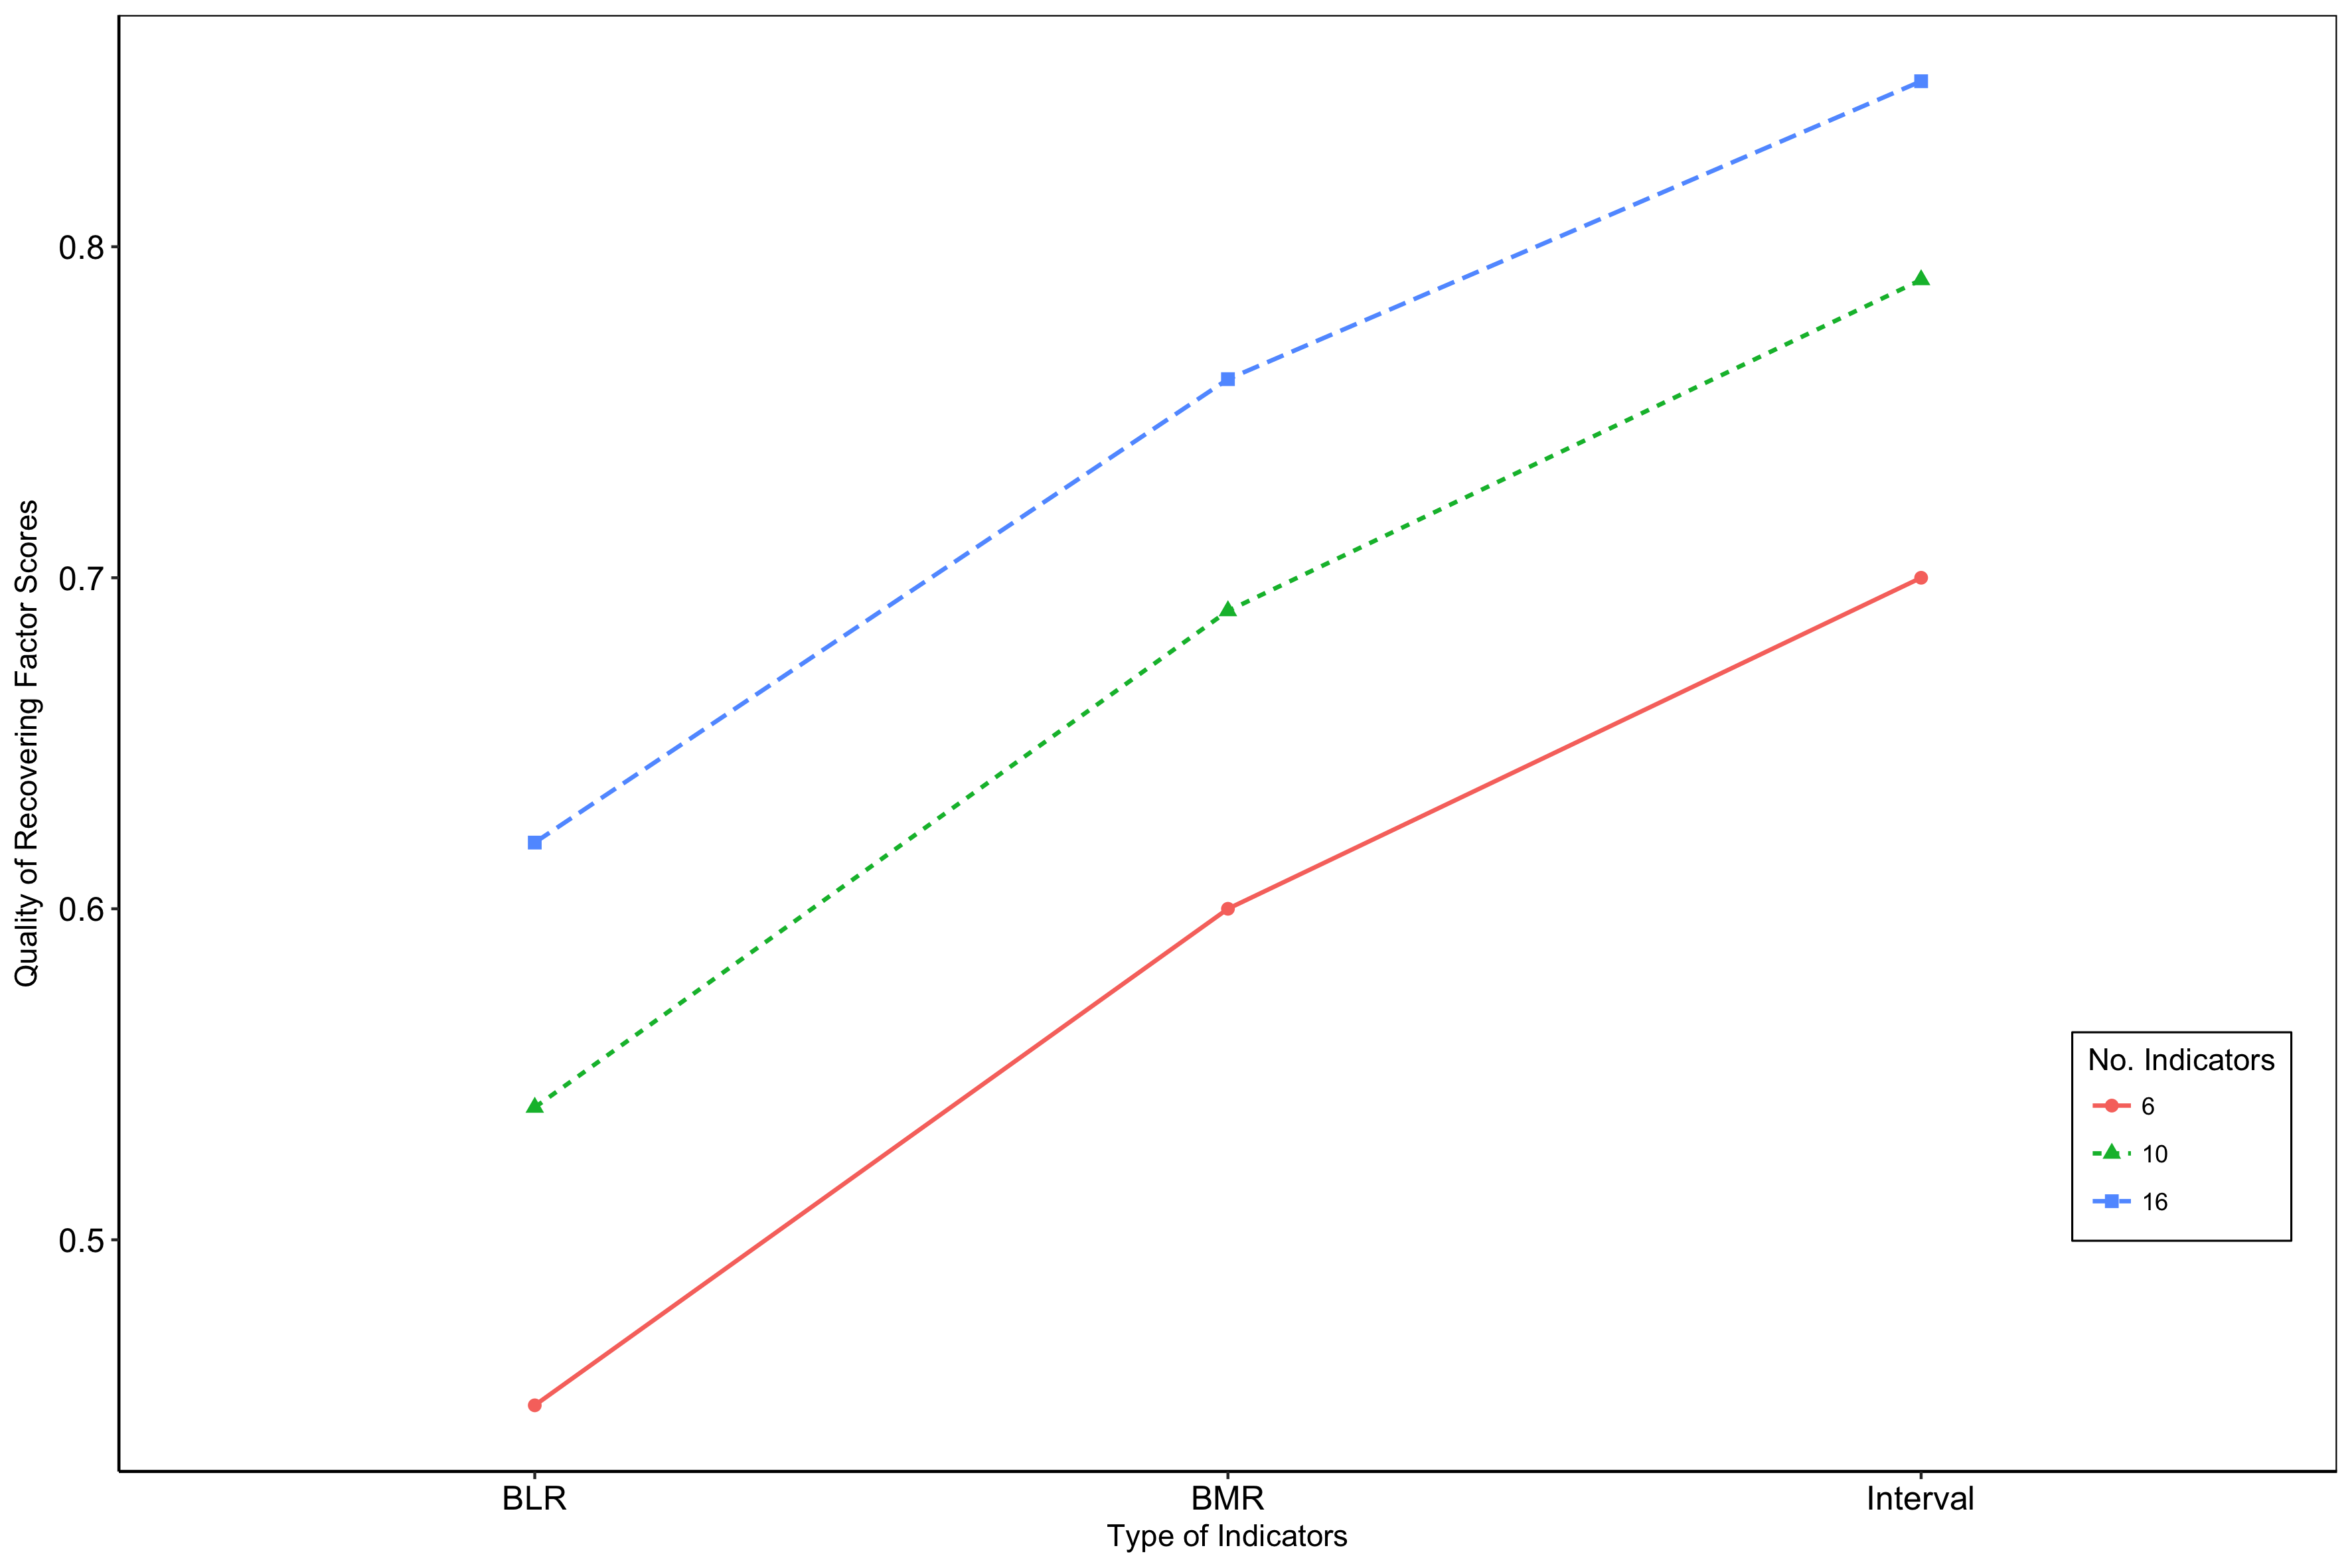 Quality of Recovering Factor Scores
0.8
0.7
0.6
0.5
BLR
BMR
Interval
Type of Indicators
No. Indicators
6
10
16